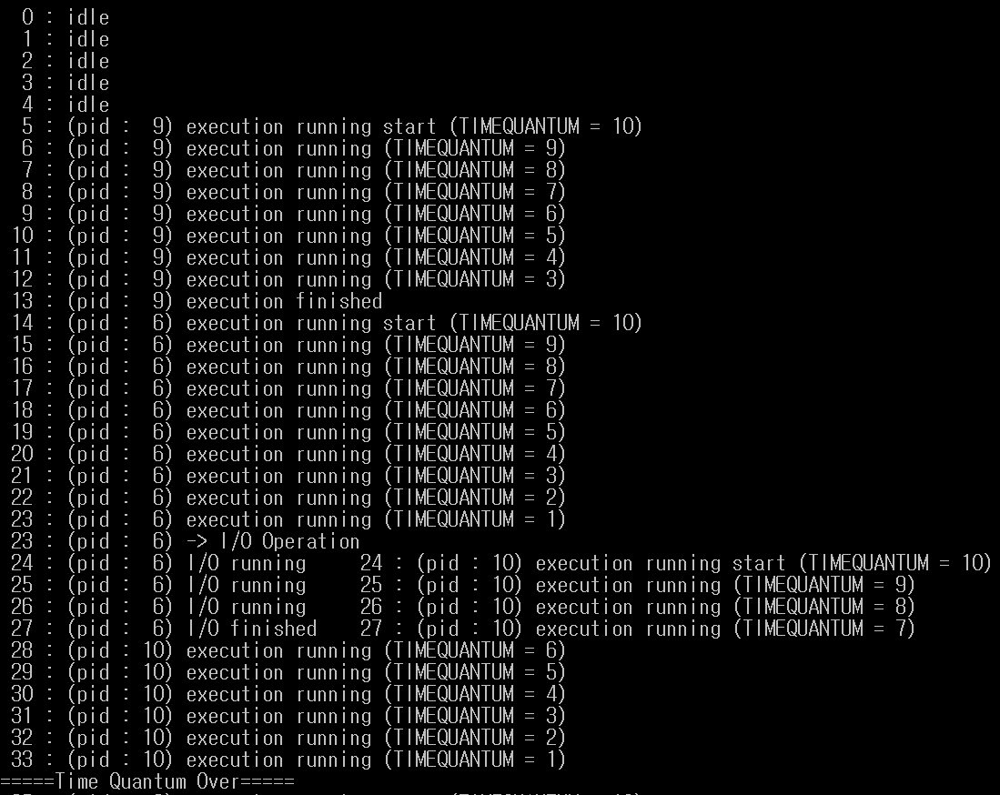 0 : idle
1 : idle
2 : idle
3 : idle
4 : idle
5 : (pid :  9) execution running start (TIMEQUANTUM = 10)
6 : (pid :  9) execution running (TIMEQUANTUM = 9)
7 : (pid :  9) execution running (TIMEQUANTUM = 8)
8 : (pid :  9) execution running (TIMEQUANTUM = 7)
9 : (pid :  9) execution running (TIMEQUANTUM = 6)
10 : (pid :  9) execution running (TIMEQUANTUM = 5)
11 : (pid :  9) execution running (TIMEQUANTUM = 4)
12 : (pid :  9) execution running (TIMEQUANTUM = 3)
13 : (pid :  9) execution finished
14 : (pid :  6) execution running start (TIMEQUANTUM = 10)
15 : (pid :  6) execution running (TIMEQUANTUM = 9)
16 : (pid :  6) execution running (TIMEQUANTUM = 8)
17 : (pid :  6) execution running (TIMEQUANTUM = 7)
18 : (pid :  6) execution running (TIMEQUANTUM = 6)
19 : (pid :  6) execution running (TIMEQUANTUM = 5)
20 : (pid :  6) execution running (TIMEQUANTUM = 4)
21 : (pid :  6) execution running (TIMEQUANTUM = 3)
22 : (pid :  6) execution running (TIMEQUANTUM = 2)
23 : (pid :  6) execution running (TIMEQUANTUM = 1)
23 : (pid :  6) -> I/O Operation
24 : (pid :  6) I/O running     24 : (pid : 10) execution running start (TIMEQUANTUM = 10)
25 : (pid :  6) I/O running     25 : (pid : 10) execution running (TIMEQUANTUM = 9)
26 : (pid :  6) I/O running     26 : (pid : 10) execution running (TIMEQUANTUM = 8)
27 : (pid :  6) I/O finished    27 : (pid : 10) execution running (TIMEQUANTUM = 7)
28 : (pid : 10) execution running (TIMEQUANTUM = 6)
29 : (pid : 10) execution running (TIMEQUANTUM = 5)
30 : (pid : 10) execution running (TIMEQUANTUM = 4)
31 : (pid : 10) execution running (TIMEQUANTUM = 3)
32 : (pid : 10) execution running (TIMEQUANTUM = 2)
33 : (pid : 10) execution running (TIMEQUANTUM = 1)
=====Time Quantum Over=====